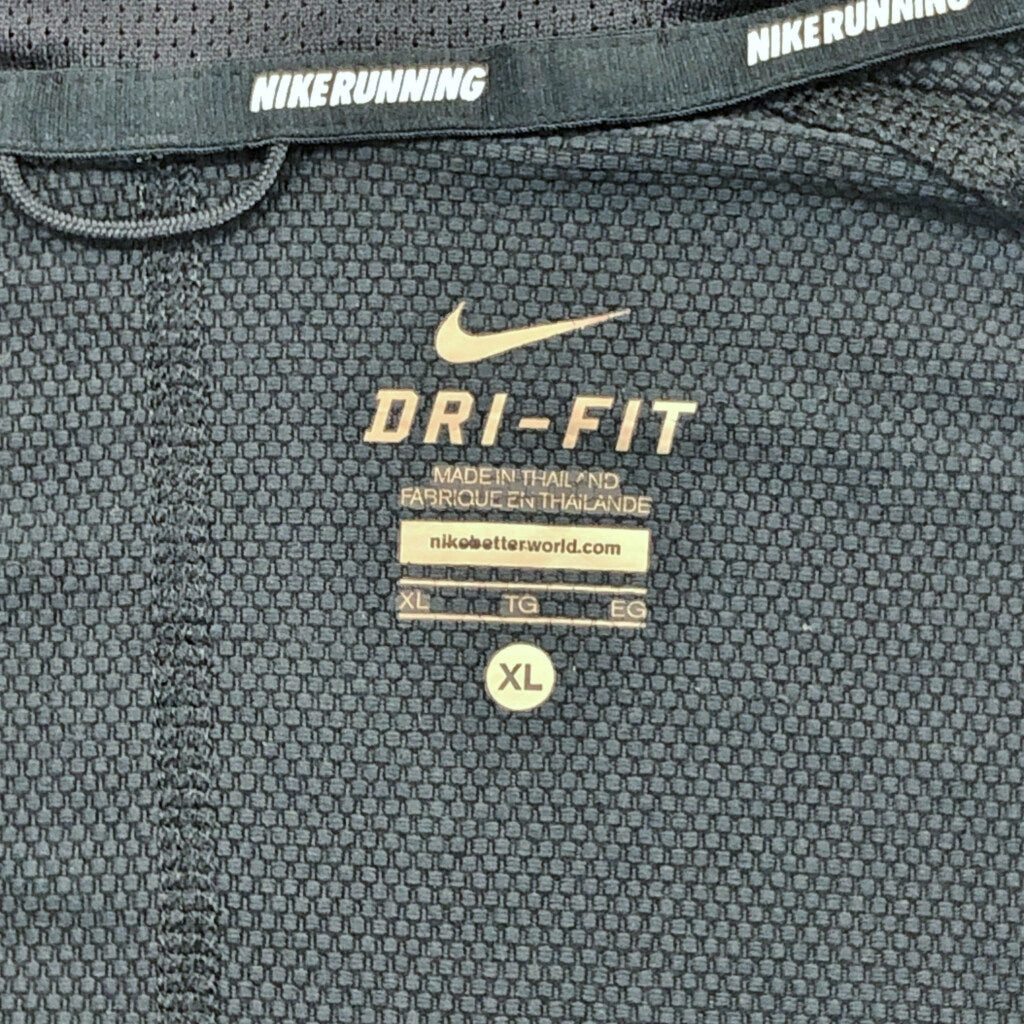 NIKERUNNING
NIKERUNNING
DRI-FIT
MADE IN THAILAND
FABRIQUE EN THAILANDE
nikebetterworld.com
XL TG EG
XL